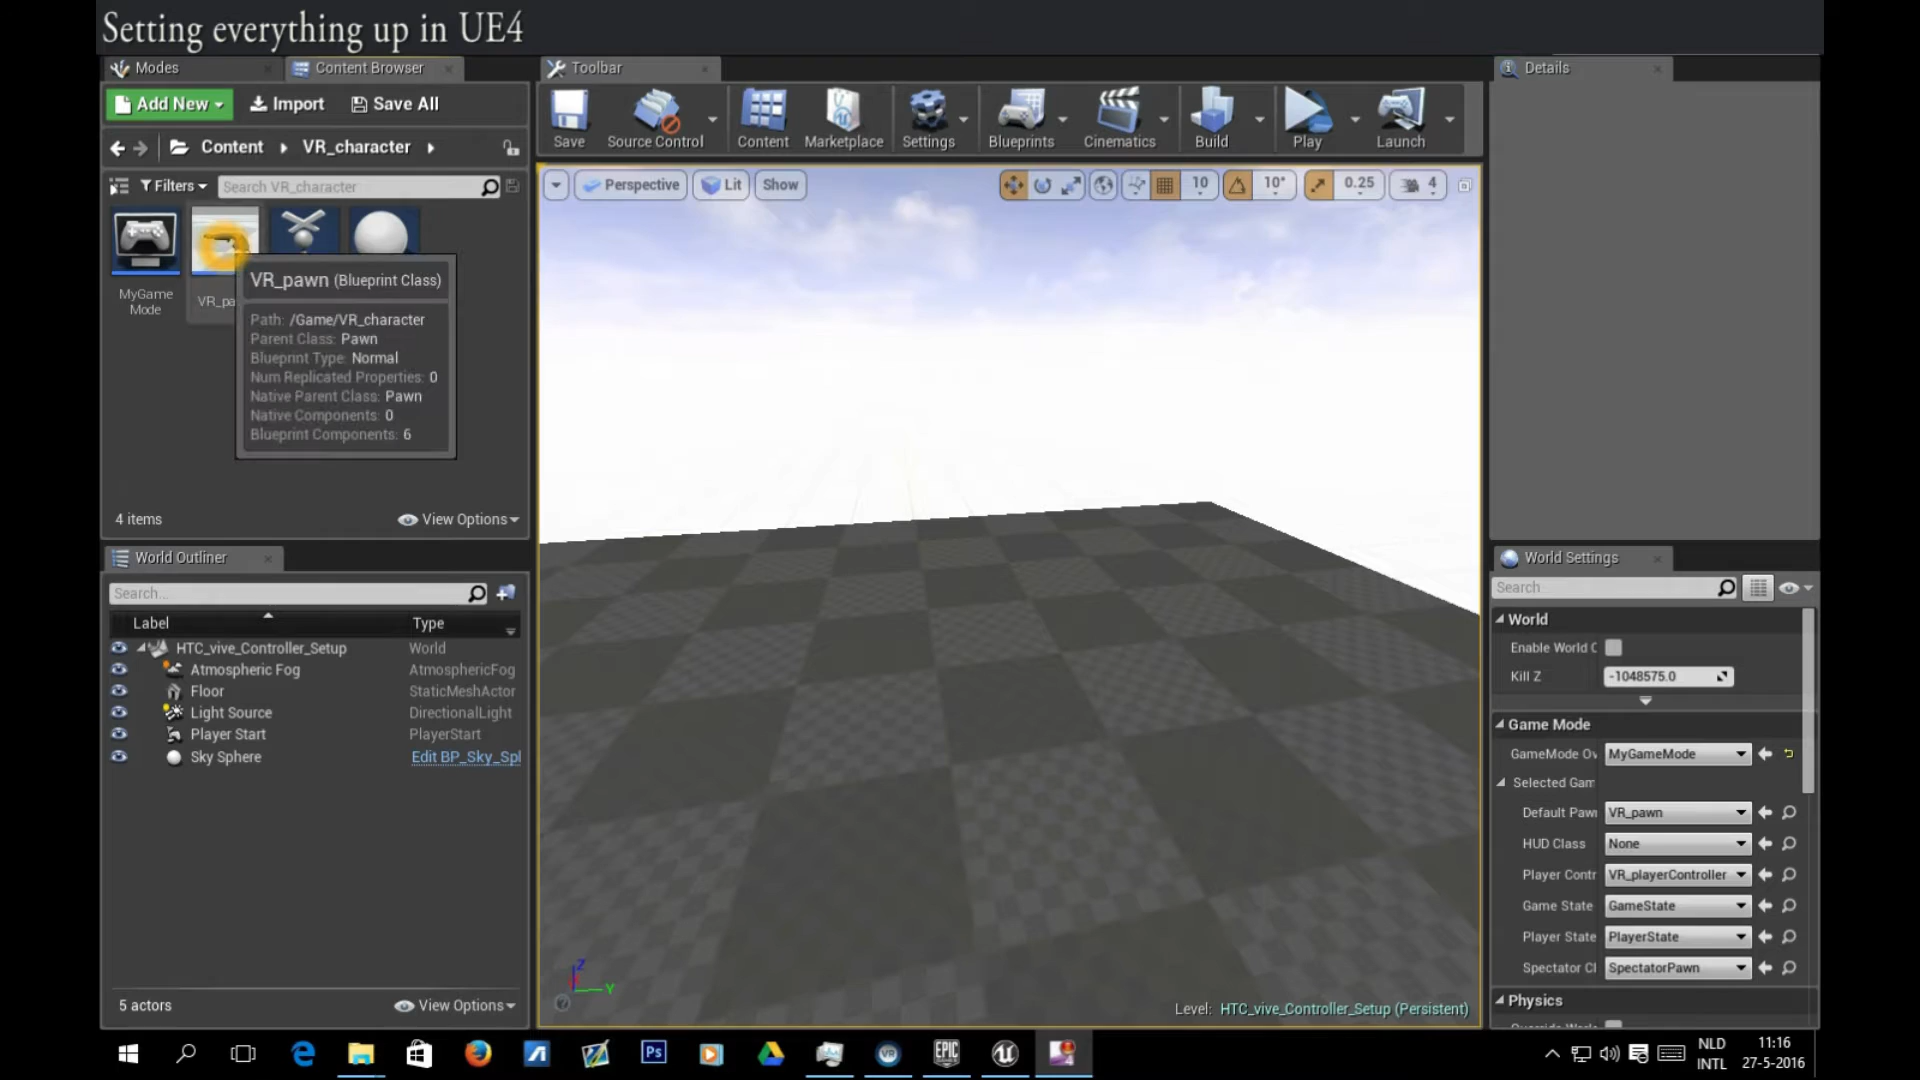 Setting everything up in UE4
Modes
Content Browser
Toolbar
Details
Add New
Import
Save All
Save
Source Control
Content
Marketplace
Settings
Blueprints
Cinematics
Build
Play
Launch
Content
VR_character
Filters
Search VR_character
Perspective
Lit
Show
10
10°
0.25
4
MyGame
Mode
VR_pa
VR_pawn (Blueprint Class)
Path: /Game/VR_character
Parent Class: Pawn
Blueprint Type: Normal
Num Replicated Properties: 0
Native Parent Class: Pawn
Native Components: 0
Blueprint Components: 6
4 items
View Options
World Outliner
Search...
Label
Type
HTC_vive_Controller_Setup
World
Atmospheric Fog
AtmosphericFog
Floor
StaticMeshActor
Light Source
DirectionalLight
Player Start
PlayerStart
Sky Sphere
Edit BP_Sky_Spl
5 actors
View Options
Z
Y
Level: HTC_vive_Controller_Setup (Persistent)
World Settings
Search
World
Enable World C
Kill Z
-1048575.0
Game Mode
GameMode Ov
MyGameMode
Selected Gam
Default Pawn
VR_pawn
HUD Class
None
Player Contr
VR_playerController
Game State
GameState
Player State
PlayerState
Spectator Cl
SpectatorPawn
Physics
Ps
VR
EPIC
NLD
INTL
11:16
27-5-2016